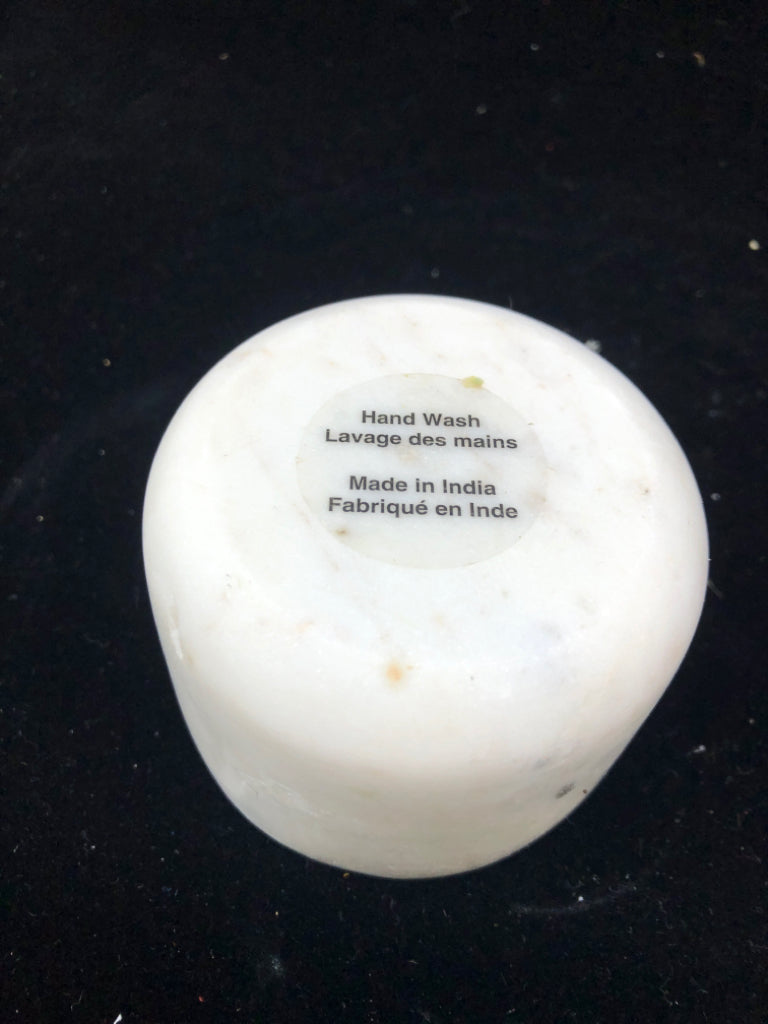 Hand Wash
Lavage des mains
Made in India
Fabriqué en Inde